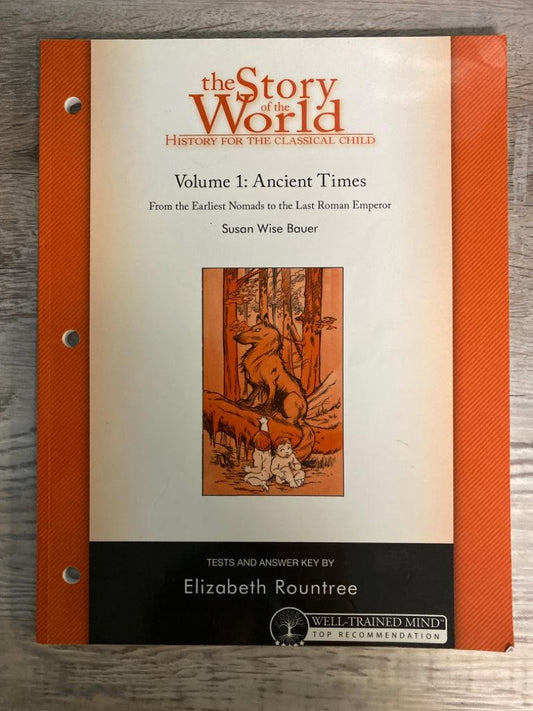 the Story
of the
World
HISTORY FOR THE CLASSICAL CHILD
Volume 1: Ancient Times
From the Earliest Nomads to the Last Roman Emperor
Susan Wise Bauer
TESTS AND ANSWER KEY BY
Elizabeth Rountree
WELL-TRAINED MIND™
TOP RECOMMENDATION